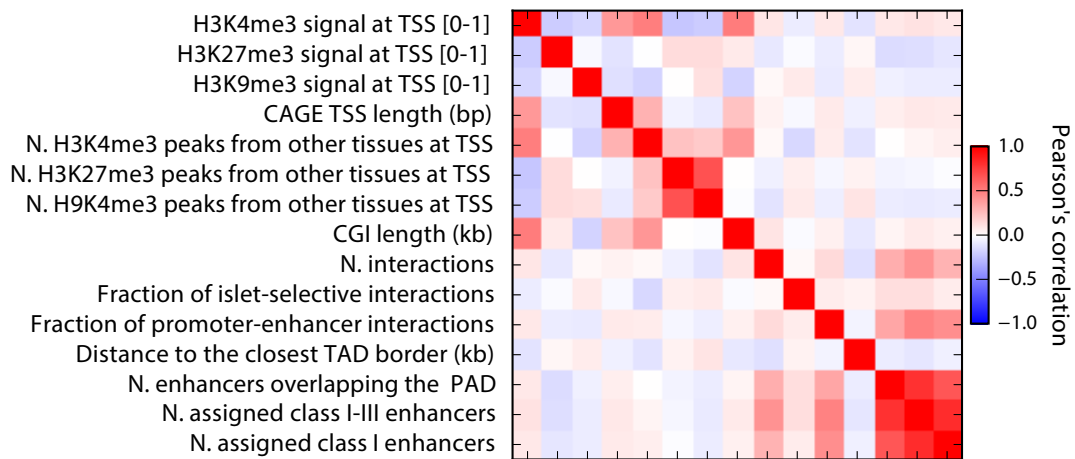 H3K4me3 signal at TSS [0-1]
H3K27me3 signal at TSS [0-1]
H3K9me3 signal at TSS [0-1]
CAGE TSS length (bp)
N. H3K4me3 peaks from other tissues at TSS
N. H3K27me3 peaks from other tissues at TSS
N. H9K4me3 peaks from other tissues at TSS
CGI length (kb)
N. interactions
Fraction of islet-selective interactions
Fraction of promoter-enhancer interactions
Distance to the closest TAD border (kb)
N. enhancers overlapping the PAD
N. assigned class I-III enhancers
N. assigned class I enhancers
1.0
0.5
0.0
−0.5
−1.0
Pearson's correlation